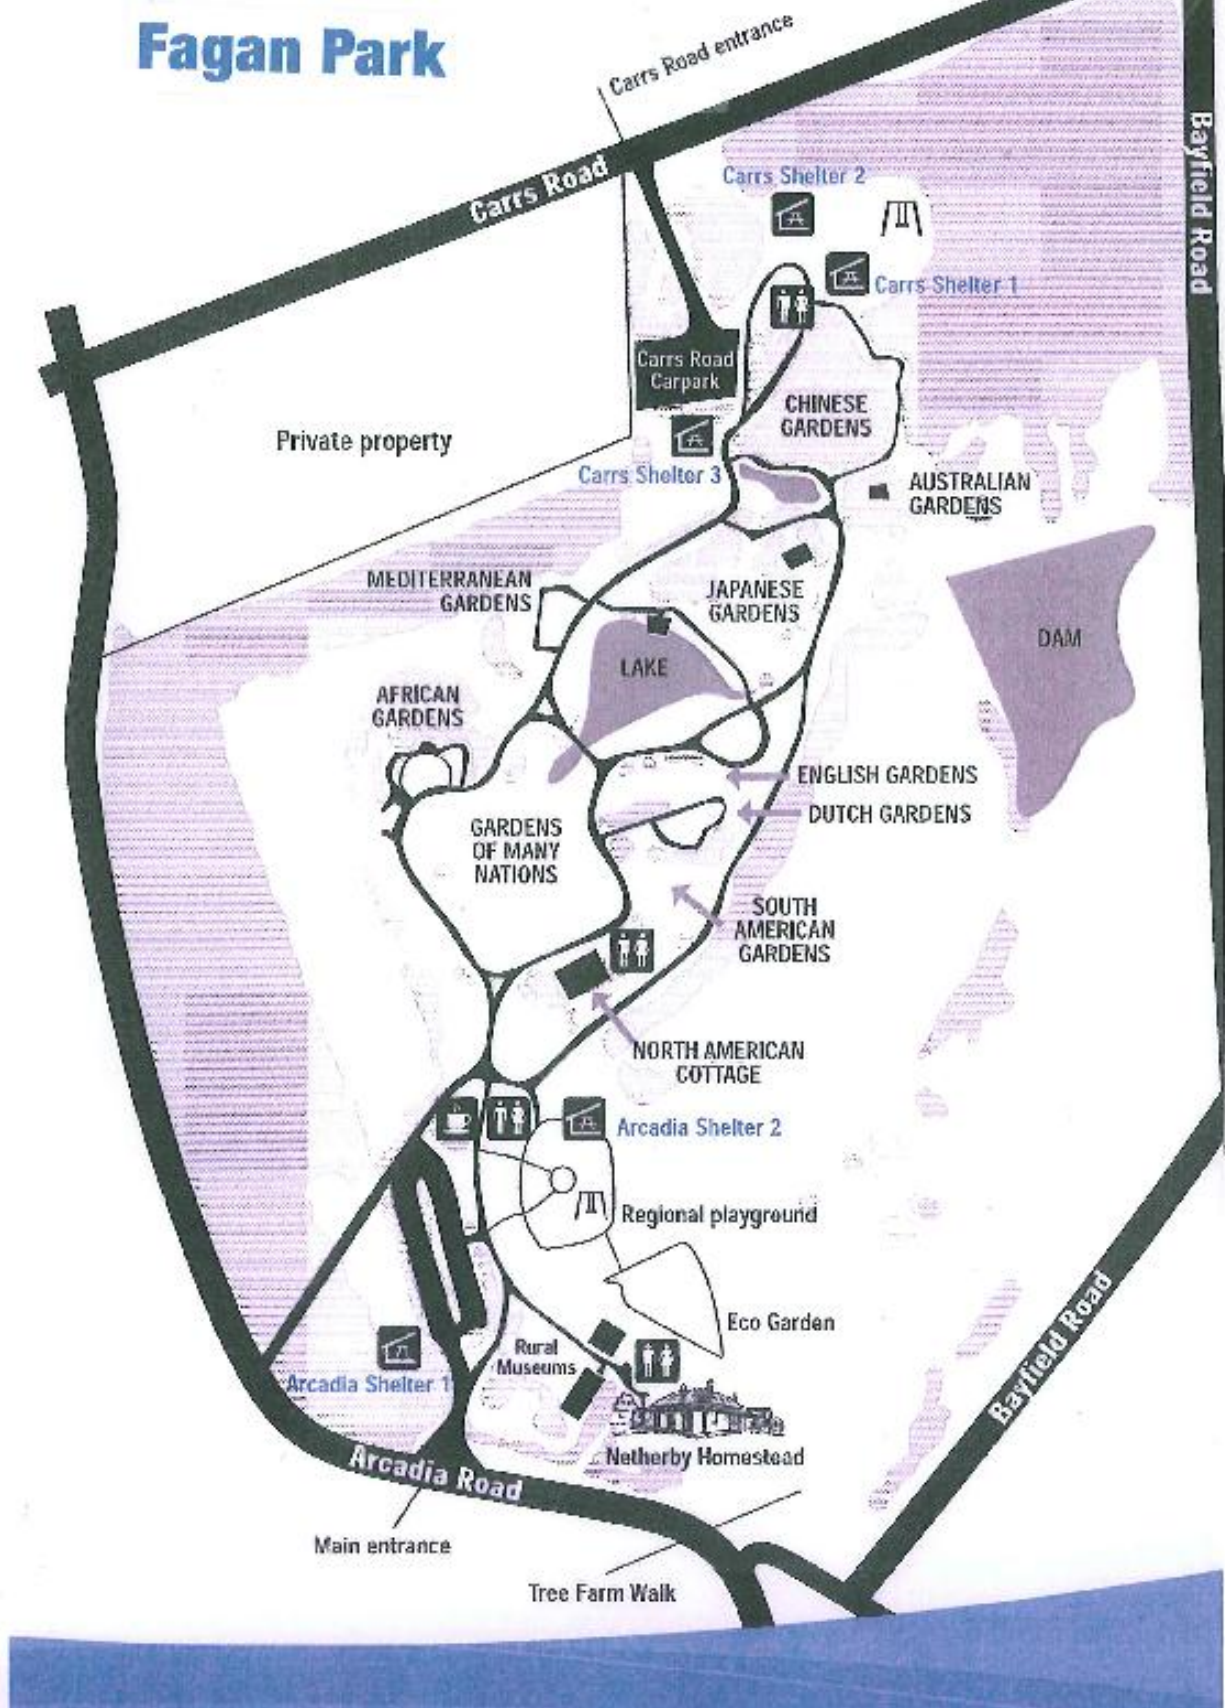 Fagan Park
Carrs Road entrance
Carrs Road
Bayfield Road
Carrs Shelter 2
Carrs Shelter 1
Carrs Road
Carpark
CHINESE
GARDENS
Private property
Carrs Shelter 3
AUSTRALIAN
GARDENS
MEDITERRANEAN
GARDENS
JAPANESE
GARDENS
DAM
LAKE
AFRICAN
GARDENS
ENGLISH GARDENS
DUTCH GARDENS
GARDENS
OF MANY
NATIONS
SOUTH
AMERICAN
GARDENS
NORTH AMERICAN
COTTAGE
Arcadia Shelter 2
Regional playground
Eco Garden
Bayfield Road
Rural
Museums
Arcadia Shelter 1
Netherby Homestead
Arcadia Road
Main entrance
Tree Farm Walk